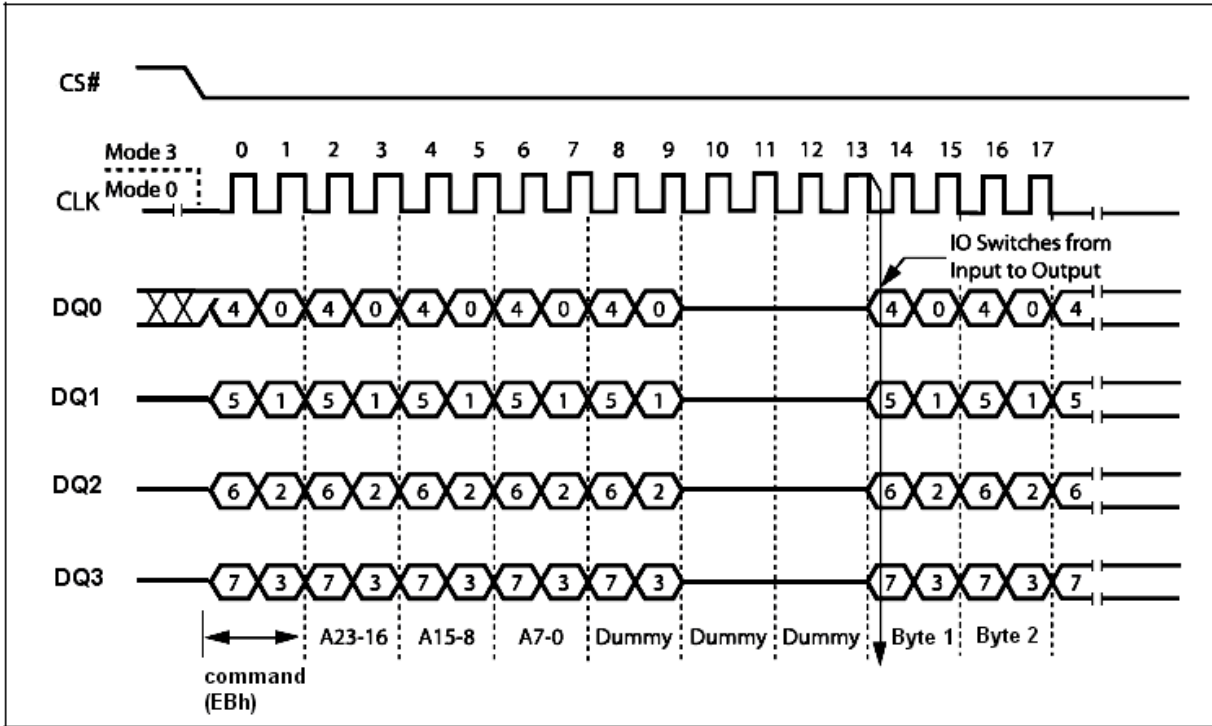 CS#
Mode 3
0 1 2 3 4 5 6 7 8 9 10 11 12 13 14 15 16 17
CLK
Mode 0
IO Switches from
Input to Output
DQ0
4 0 4 0 4 0 4 0 4 0 4 0 4 0 4
DQ1
5 1 5 1 5 1 5 1 5 1 5 1 5 1 5
DQ2
6 2 6 2 6 2 6 2 6 2 6 2 6 2 6
DQ3
7 3 7 3 7 3 7 3 7 3 7 3 7 3 7
A23-16 A15-8 A7-0 Dummy Dummy Dummy Byte 1 Byte 2
command
(EBh)